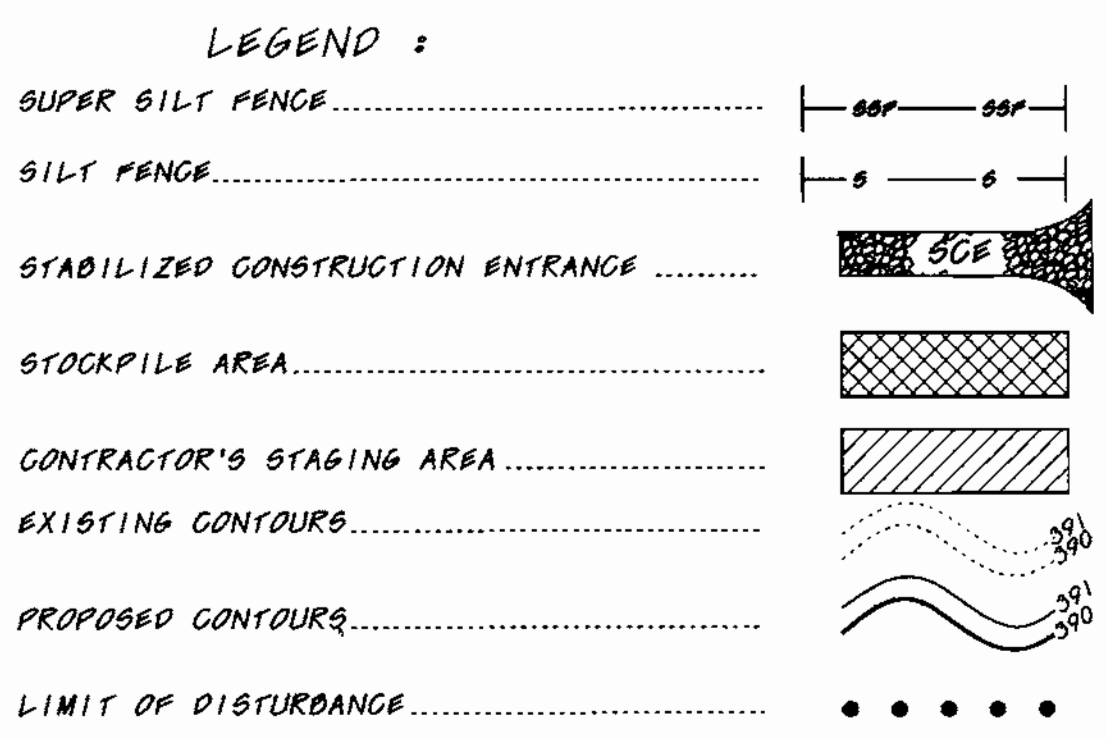 LEGEND :
SUPER SILT FENCE SSF SSF
SILT FENCE S S
STABILIZED CONSTRUCTION ENTRANCE SCE
STOCKPILE AREA
CONTRACTOR'S STAGING AREA
EXISTING CONTOURS 391
390
PROPOSED CONTOURS 391
390
LIMIT OF DISTURBANCE